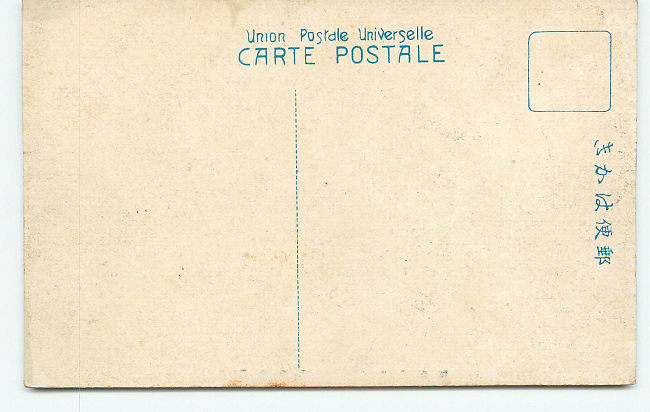 Union Postale Universelle
CARTE POSTALE
郵便はかき